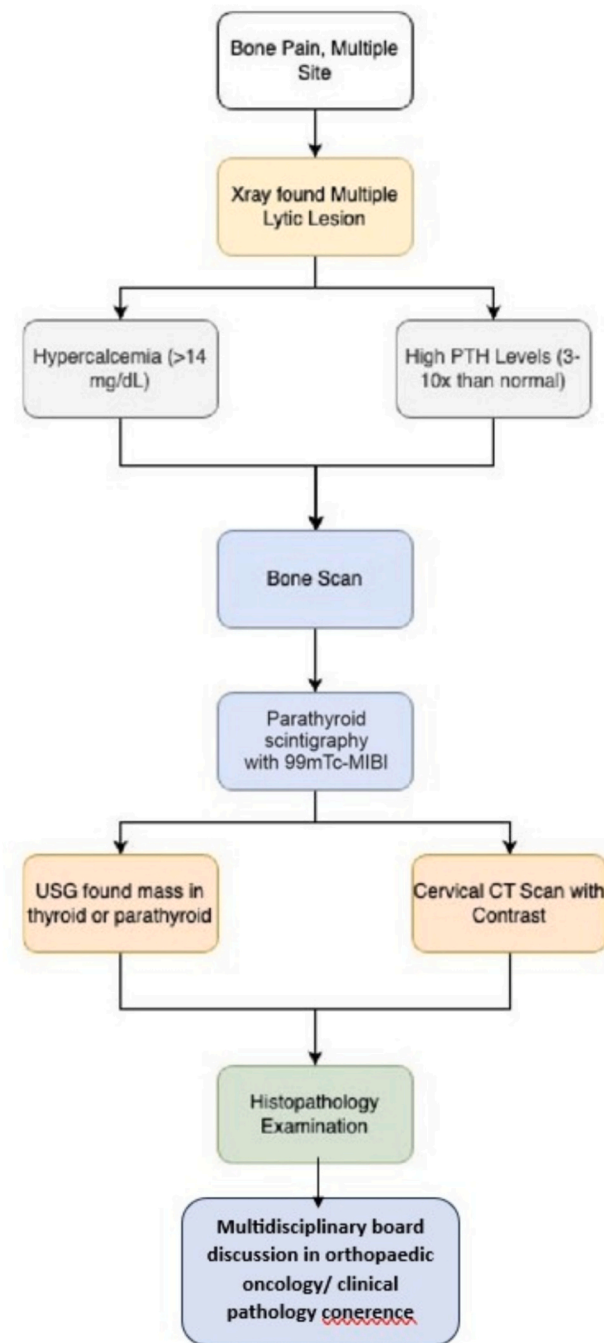 Bone Pain, Multiple
Site
Xray found Multiple
Lytic Lesion
Hypercalcemia (>14
mg/dL)
High PTH Levels (3-
10x than normal)
Bone Scan
Parathyroid
scintigraphy
with 99mTc-MIBI
USG found mass in
thyroid or parathyroid
Cervical CT Scan with
Contrast
Histopathology
Examination
Multidisciplinary board
discussion in orthopaedic
oncology/ clinical
pathology conerence